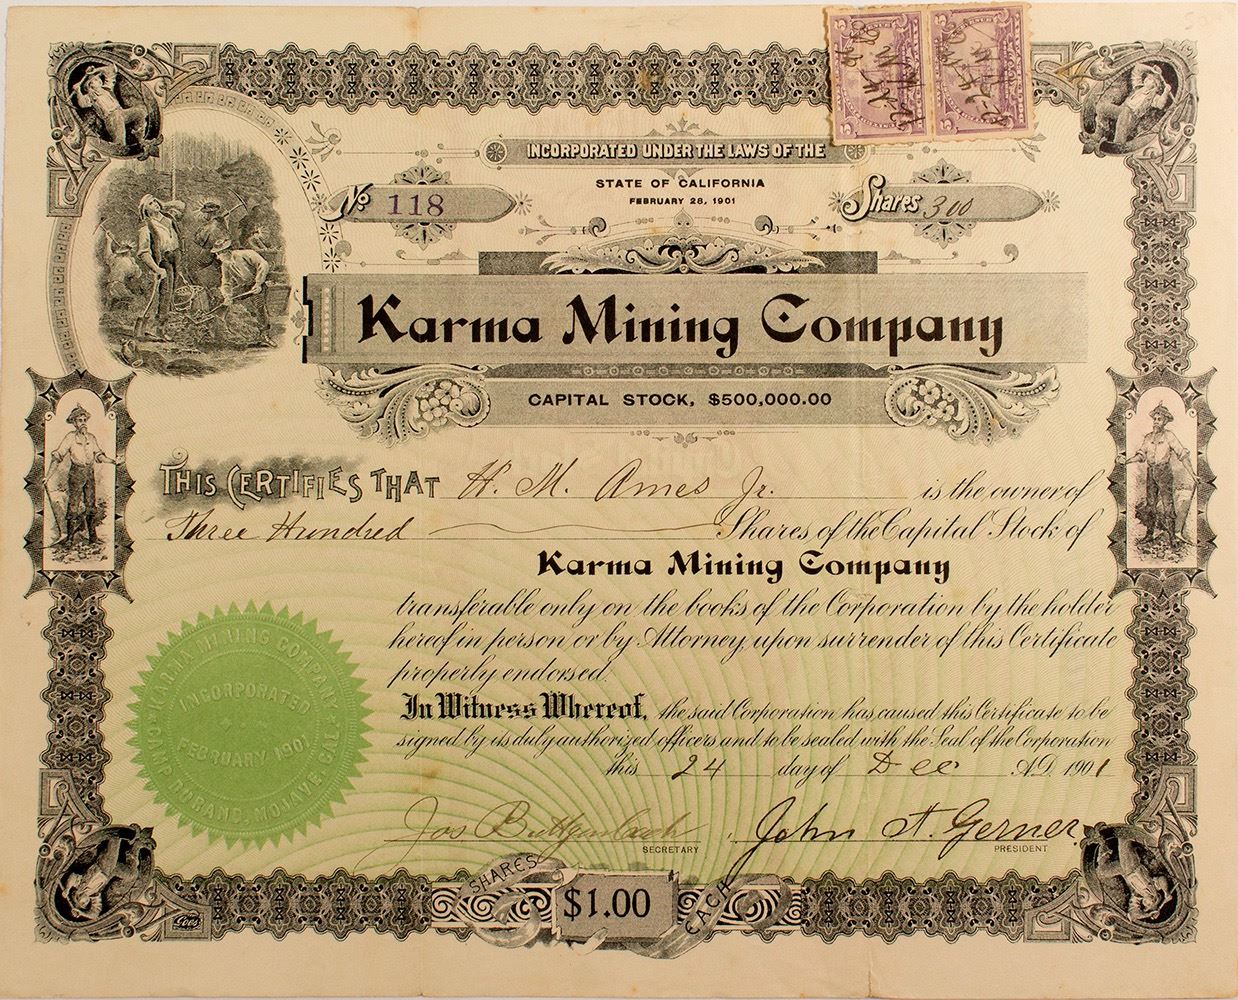 INCORPORATED UNDER THE LAWS OF THE
STATE OF CALIFORNIA
FEBRUARY 28, 1901
No 118
Shares 300
Karma Mining Company
CAPITAL STOCK, $500,000.00
THIS CERTIFIES THAT H. M. Ames Jr. is the owner of
Three Hundred Shares of the Capital Stock of
Karma Mining Company
transferable only on the books of the Corporation by the holder
hereof in person or by Attorney, upon surrender of this Certificate
properly endorsed.
In Witness Whereof, the said Corporation has caused this Certificate to be
signed by its duly authorized officers and to be sealed with the Seal of the Corporation
this 24 day of Dec A.D. 1901
KARMA MINING COMPANY
INCORPORATED
FEBRUARY 1901
CAMP MOJAVE, CAL.
Jos
SECRETARY
John A. Gerner
PRESIDENT
SHARES $1.00 EACH